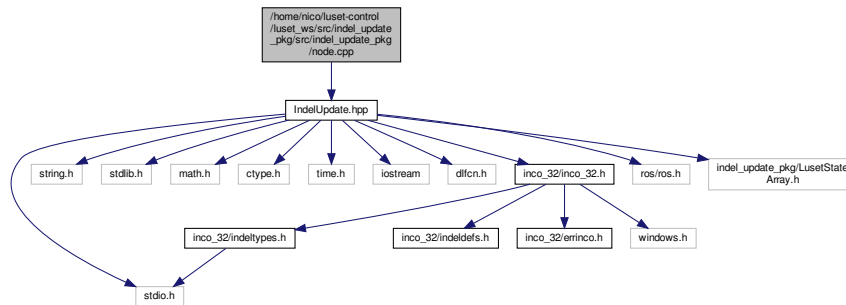 /home/nico/luset-control
/luset_ws/src/indel_update
_pkg/src/indel_update_pkg
/node.cpp
IndelUpdate.hpp
string.h
stdlib.h
math.h
ctype.h
time.h
iostream
dlfcn.h
inco_32/inco_32.h
ros/ros.h
indel_update_pkg/LusetState
Array.h
inco_32/indeltypes.h
inco_32/indeldefs.h
inco_32/errinco.h
windows.h
stdio.h